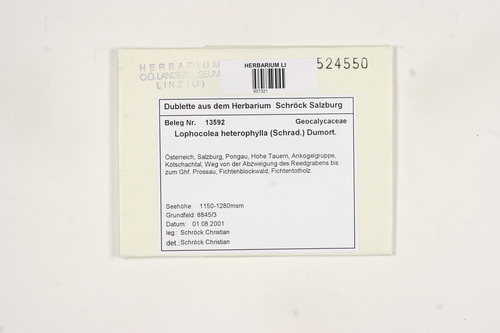 HERBARIUM
O.Ö. LANDESMUSEUM
LINZ (LI)
HERBARIUM LI
524550
Dublette aus dem Herbarium Schröck Salzburg
Beleg Nr. 13592 Geocalycaceae
Lophocolea heterophylla (Schrad.) Dumort.
Österreich, Salzburg, Pongau, Hohe Tauern, Ankogelgruppe,
Kötschachtal, Weg von der Abzweigung des Reedgrabens bis
zum Ghf. Prossau, Fichtenblockwald, Fichtentotholz.
Seehöhe: 1150-1280msm
Grundfeld: 8845/3
Datum: 01.08.2001
leg.: Schröck Christian
det.: Schröck Christian